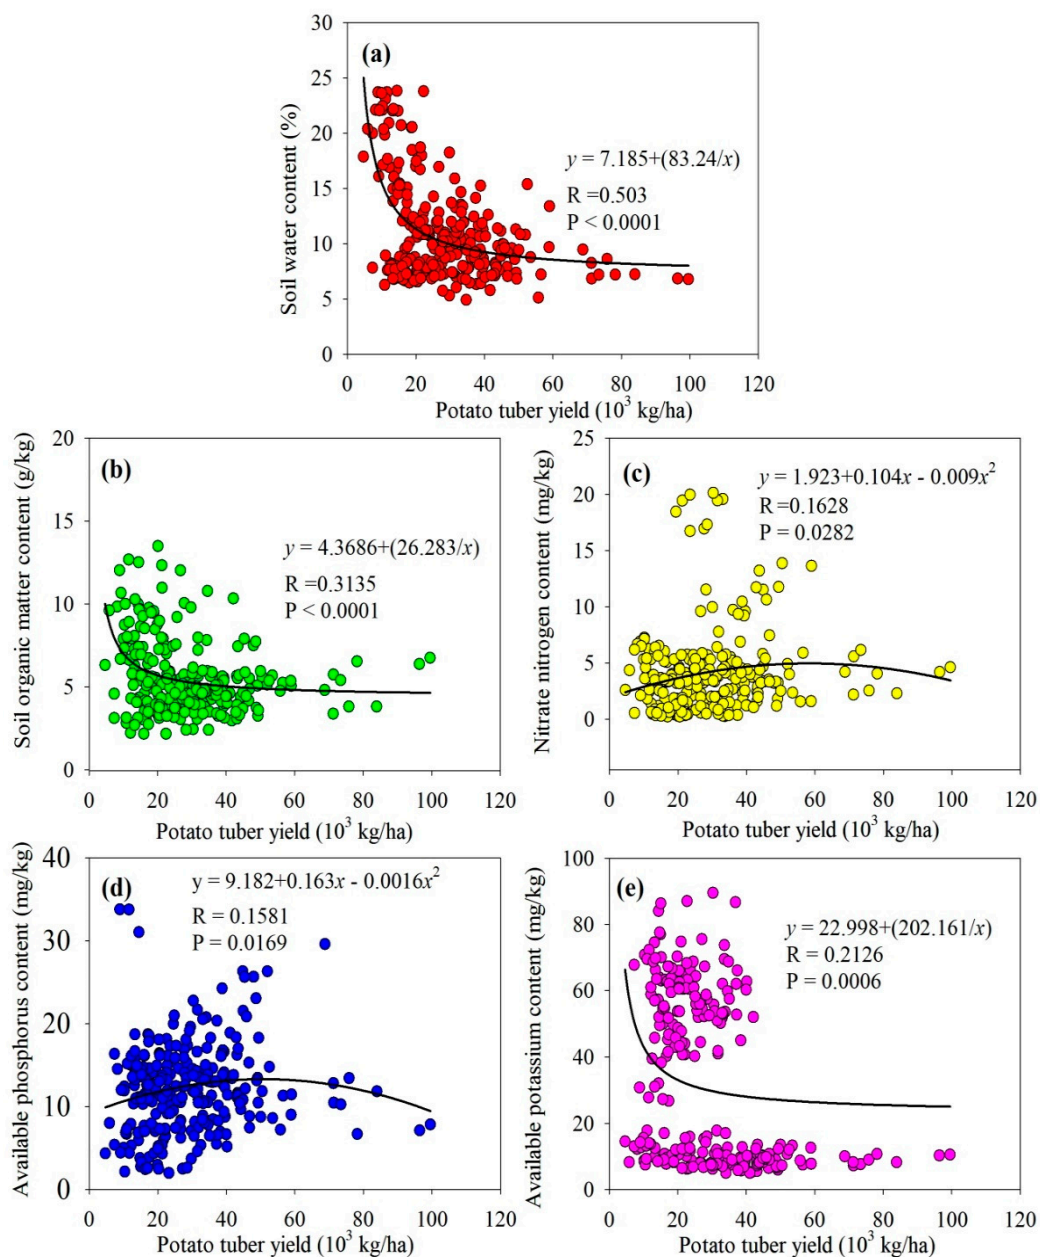 30
(a)
25
20
15
10
5
0
Soil water content (%)
y = 7.185+(83.24/x)
R =0.503
P < 0.0001
0 20 40 60 80 100 120
Potato tuber yield (10³ kg/ha)
20
(b)
15
10
5
0
Soil organic matter content (g/kg)
y = 4.3686+(26.283/x)
R = 0.3135
P < 0.0001
0 20 40 60 80 100 120
Potato tuber yield (10³ kg/ha)
25
(c)
20
15
10
5
0
Nitrate nitrogen content (mg/kg)
y = 1.923+0.104x - 0.009x²
R =0.1628
P = 0.0282
0 20 40 60 80 100 120
Potato tuber yield (10³ kg/ha)
40
(d)
30
20
10
0
Available phosphorus content (mg/kg)
y = 9.182+0.163x - 0.0016x²
R = 0.1581
P = 0.0169
0 20 40 60 80 100 120
Potato tuber yield (10³ kg/ha)
100
(e)
80
60
40
20
0
Available potassium content (mg/kg)
y = 22.998+(202.161/x)
R = 0.2126
P = 0.0006
0 20 40 60 80 100 120
Potato tuber yield (10³ kg/ha)